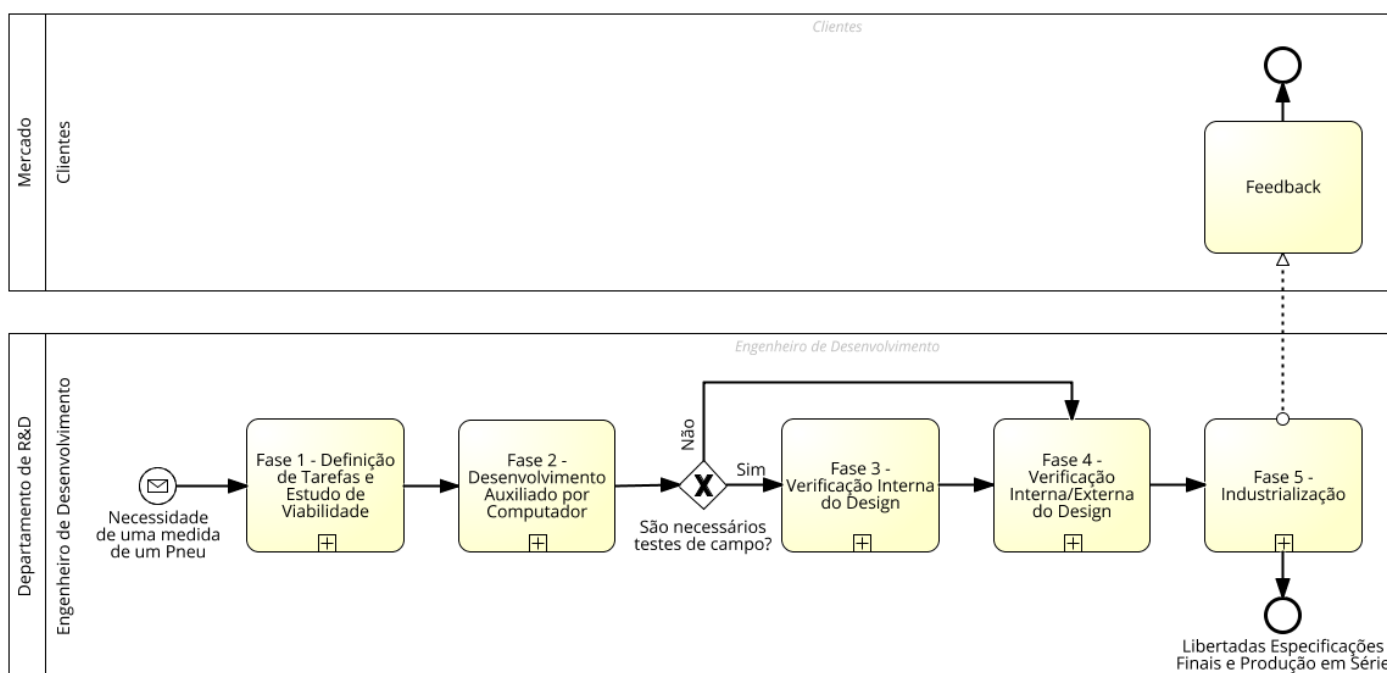 Mercado
Clientes
Clientes
Feedback
Departamento de R&D
Engenheiro de Desenvolvimento
Engenheiro de Desenvolvimento
Necessidade
de uma medida
de um Pneu
Fase 1 - Definição
de Tarefas e
Estudo de
Viabilidade
Fase 2 -
Desenvolvimento
Auxiliado por
Computador
Não
Sim
São necessários
testes de campo?
Fase 3 -
Verificação Interna
do Design
Fase 4 -
Verificação
Interna/Externa
do Design
Fase 5 -
Industrialização
Libertadas Especificações
Finais e Produção em Série